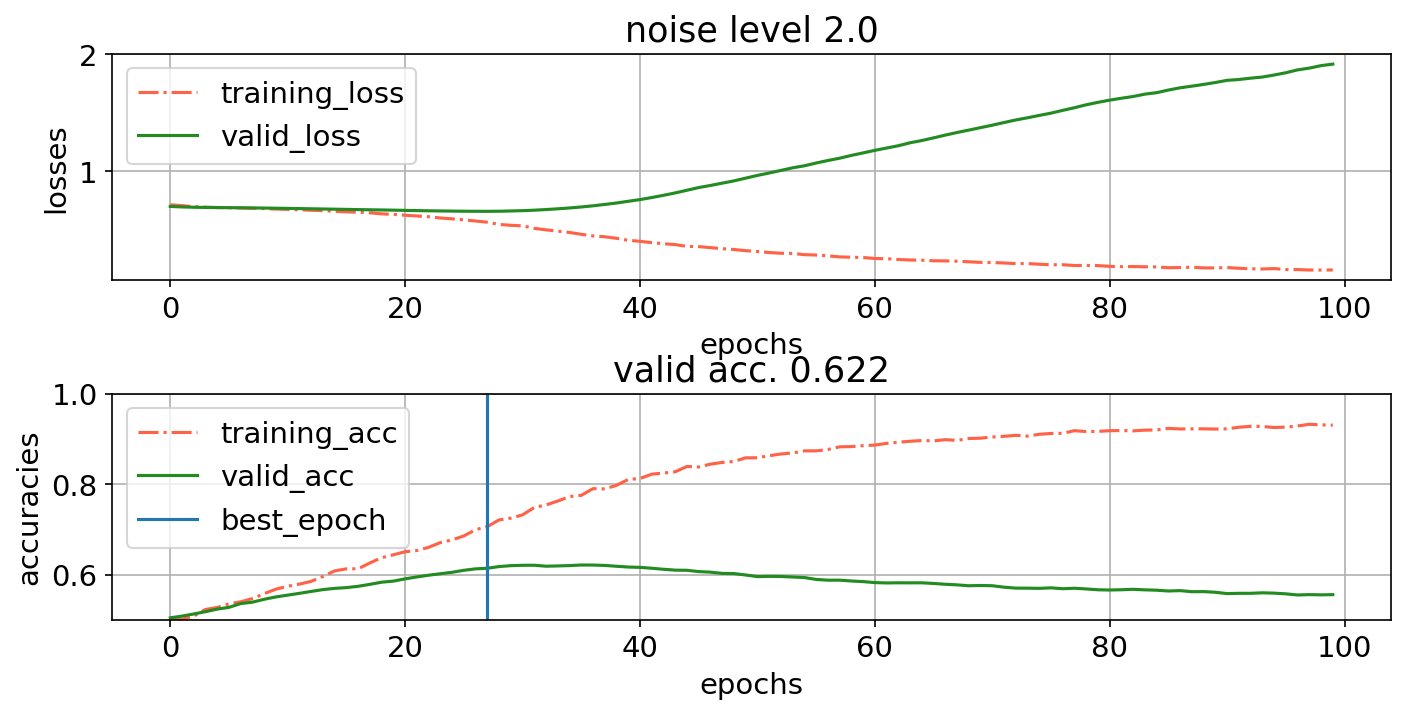 noise level 2.0
2
1
losses
training_loss
valid_loss
0 20 40 60 80 100
epochs
valid acc. 0.622
1.0
0.8
0.6
accuracies
training_acc
valid_acc
best_epoch
0 20 40 60 80 100
epochs